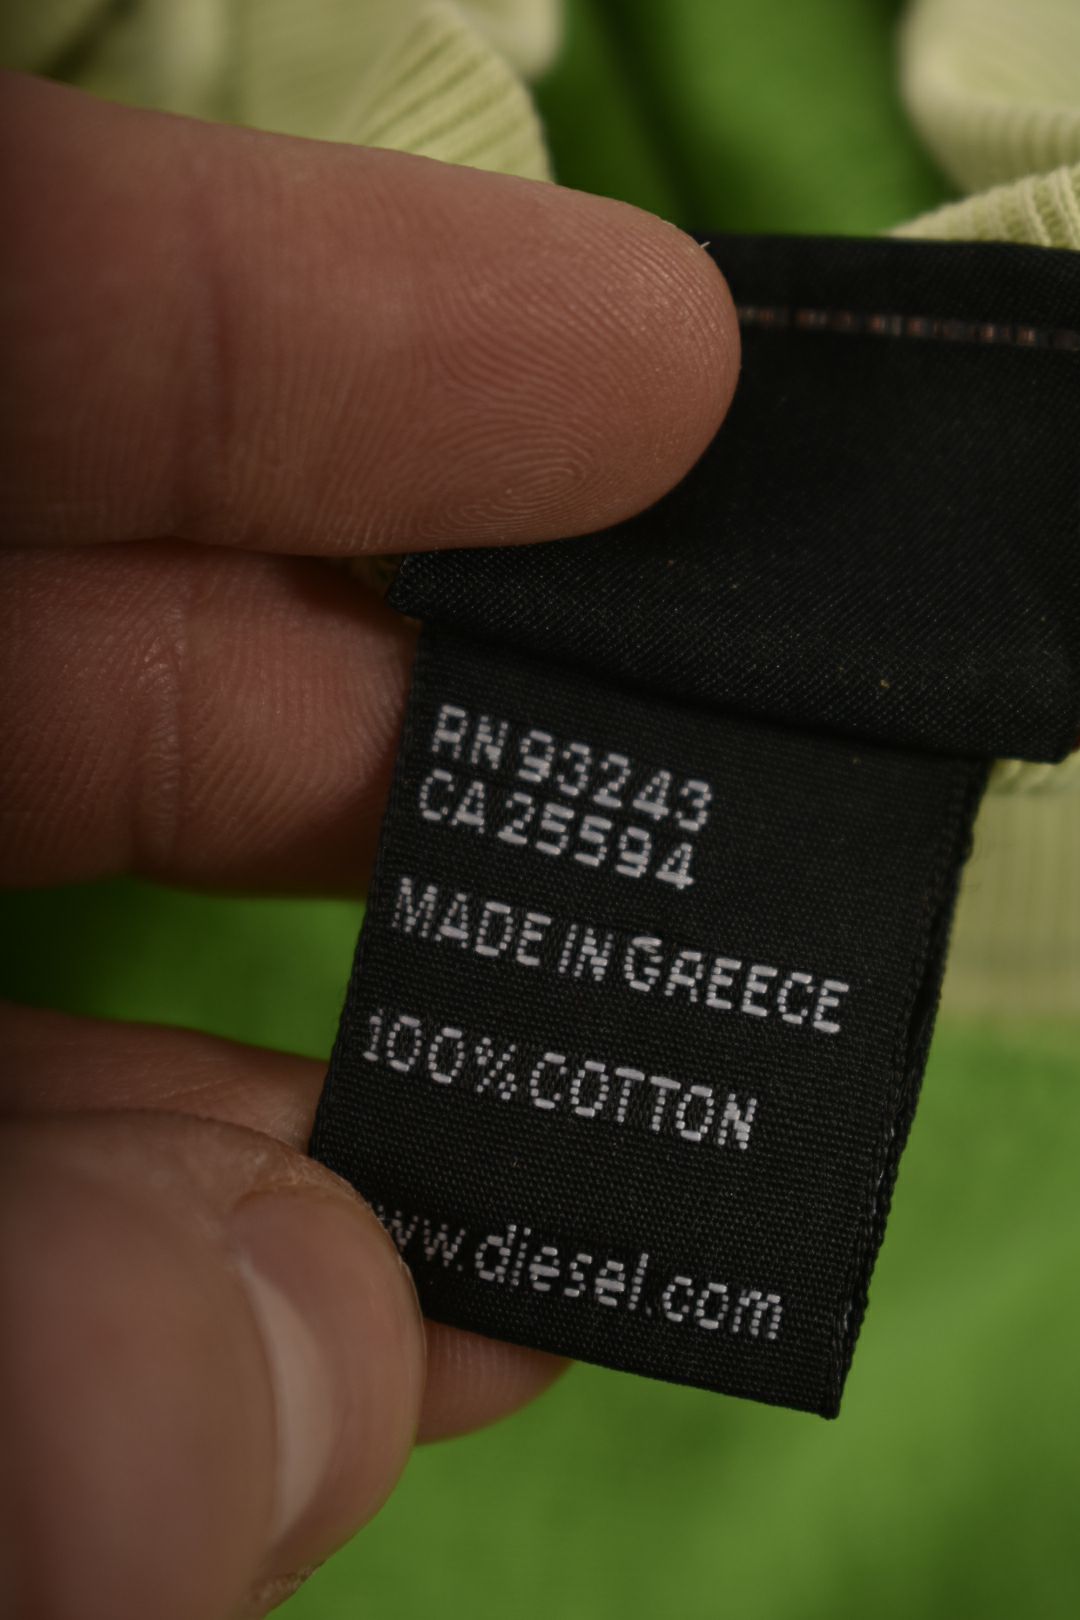 RN 93243
CA 25594
MADE IN GREECE
100% COTTON
www.diesel.com